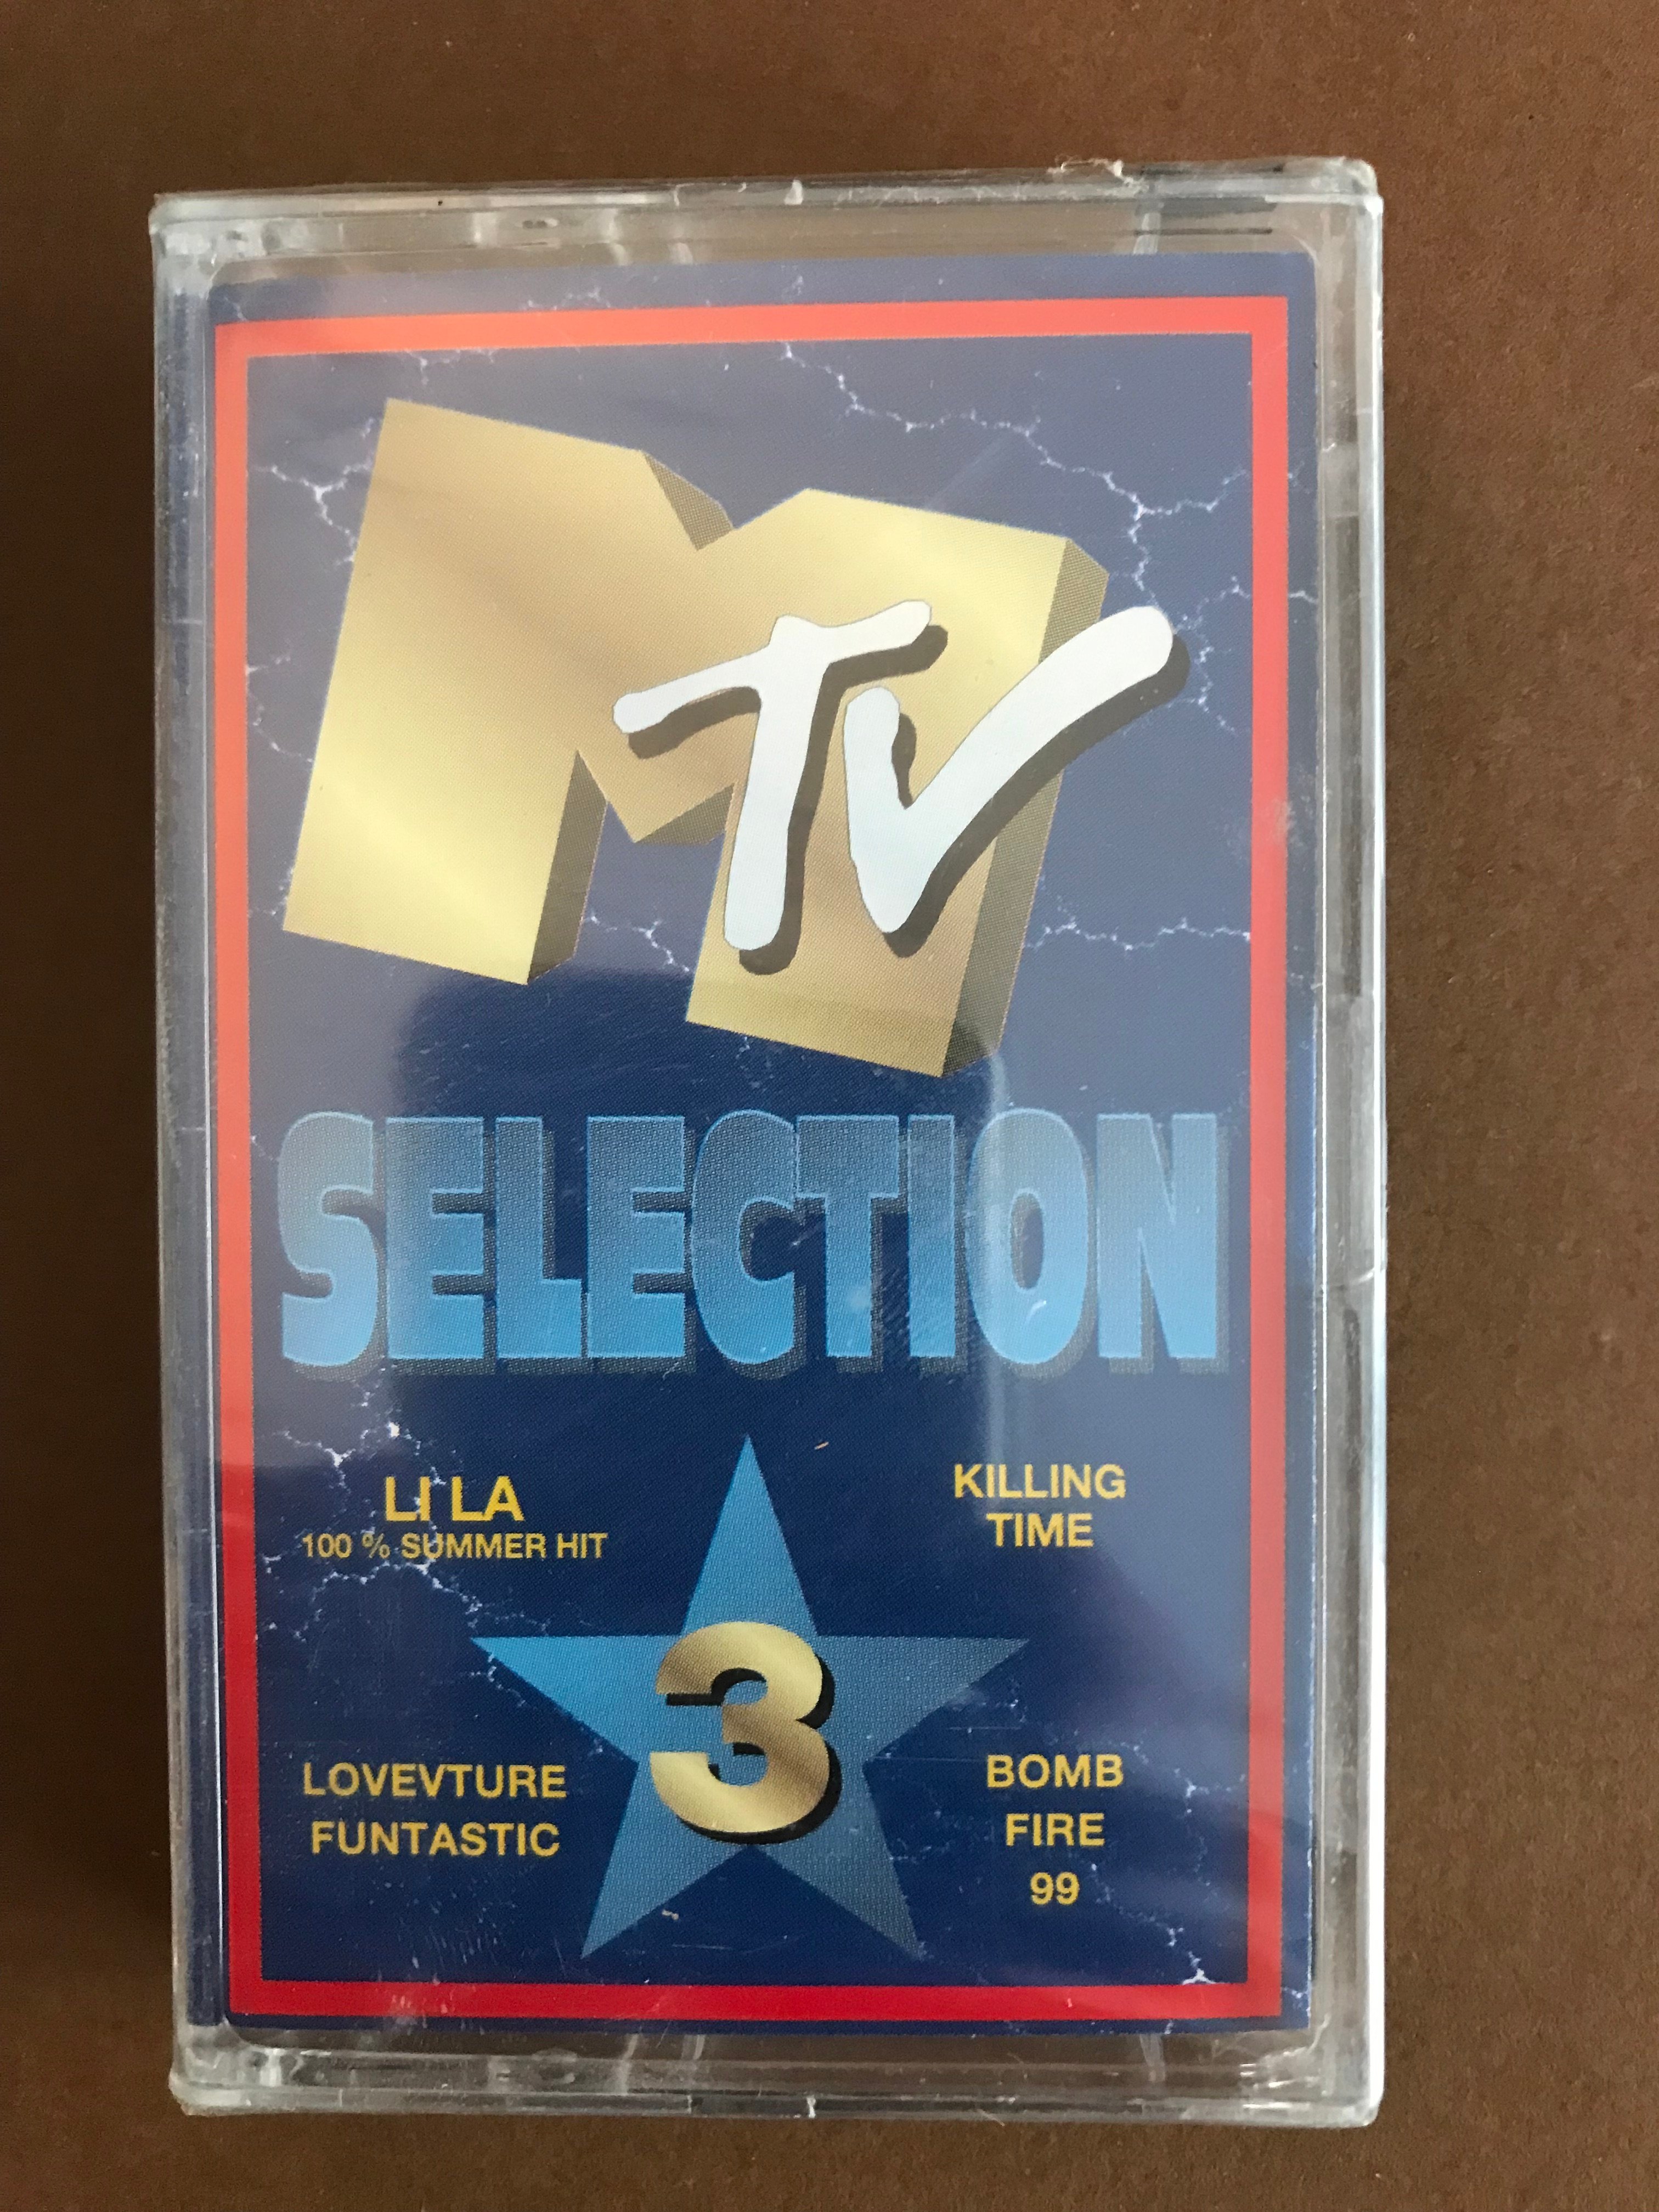 MTV
SELECTION
LI LA
100 % SUMMER HIT
KILLING
TIME
3
LOVEVTURE
FUNTASTIC
BOMB
FIRE
99